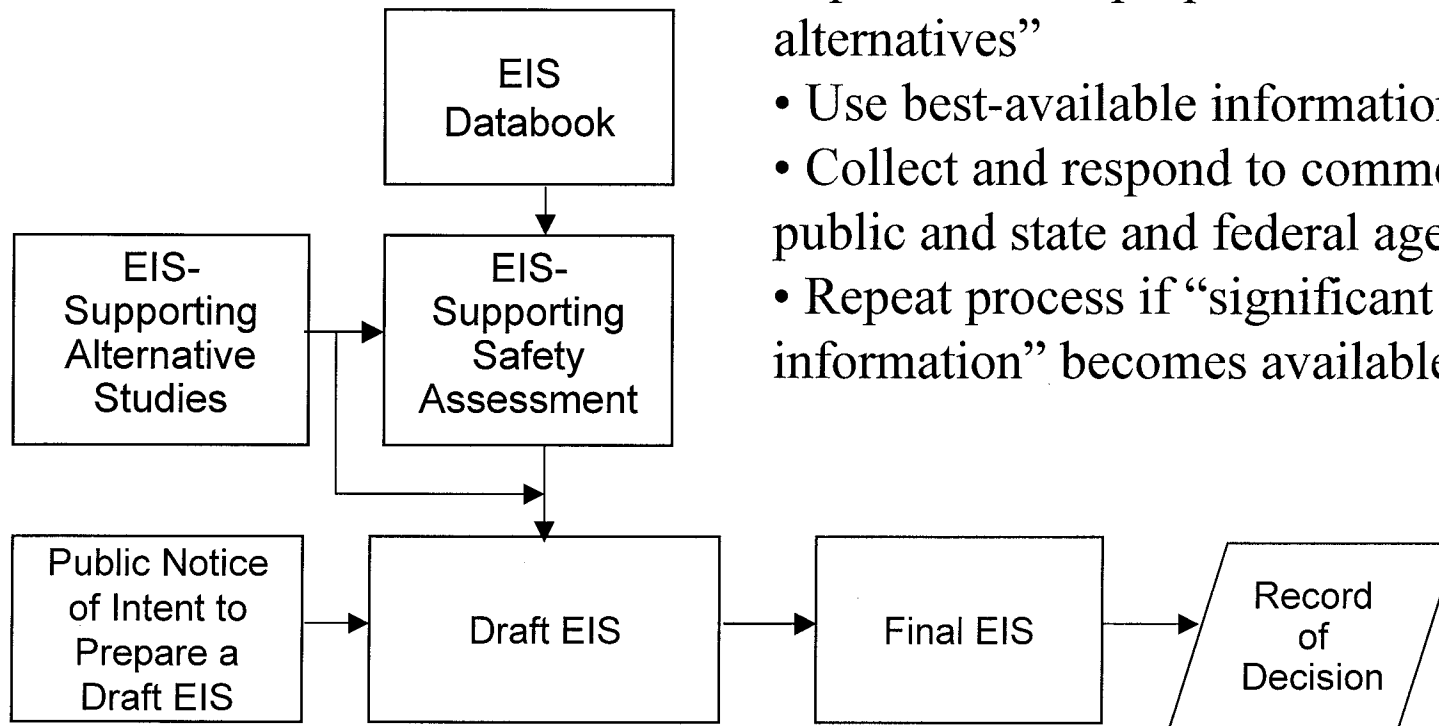 alternatives”
• Use best-available information
• Collect and respond to comme
public and state and federal age
• Repeat process if “significant
information” becomes available
EIS
Databook
EIS-
Supporting
Alternative
Studies
EIS-
Supporting
Safety
Assessment
Public Notice
of Intent to
Prepare a
Draft EIS
Draft EIS
Final EIS
Record
of
Decision